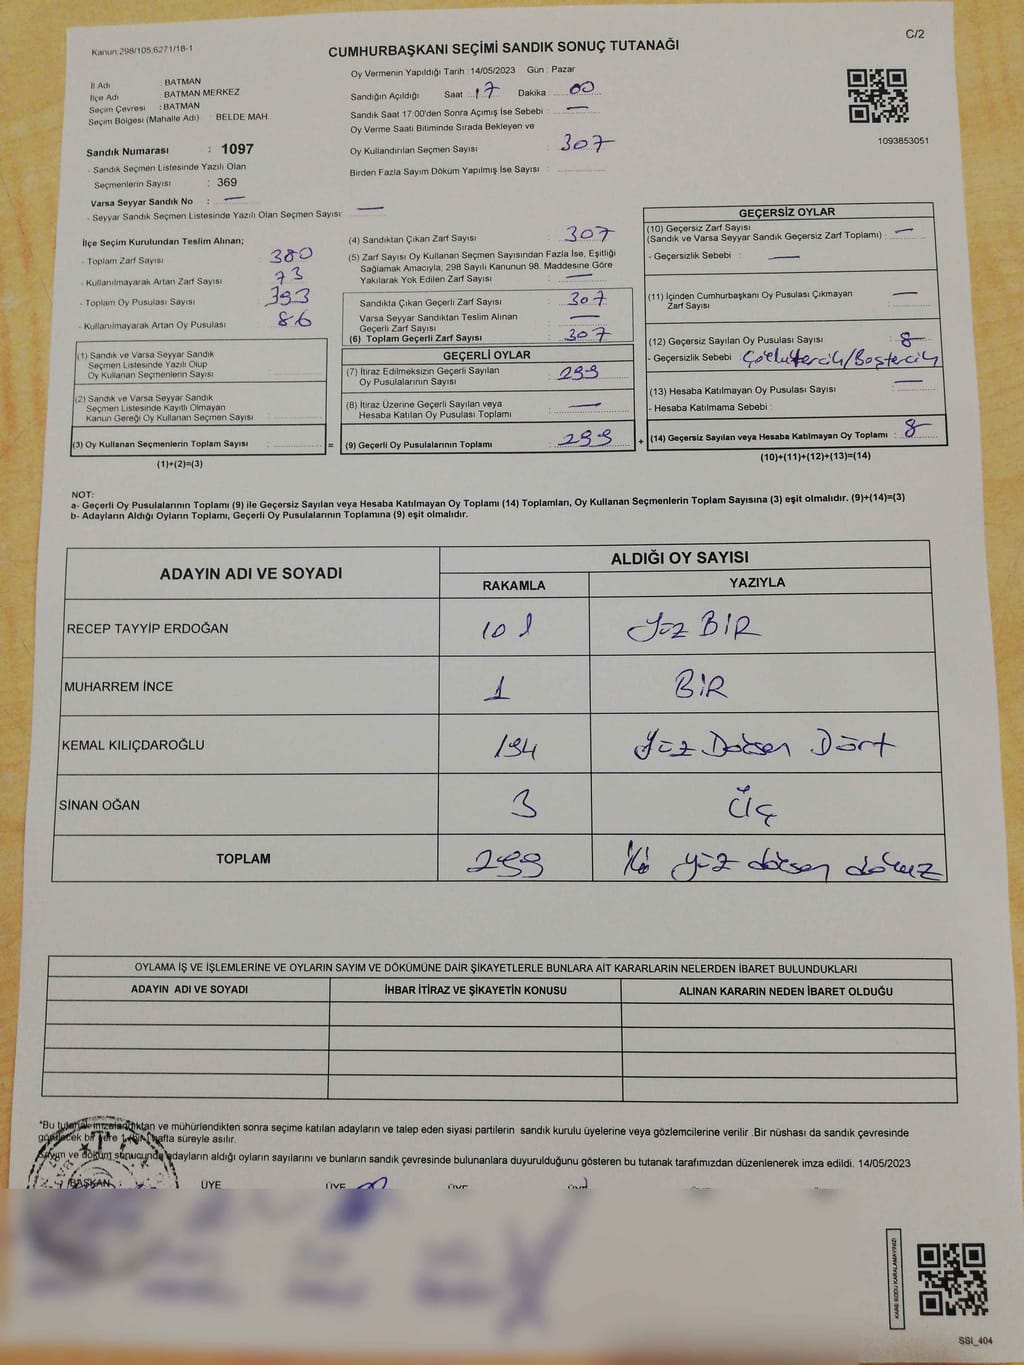 Kanun:298/105,6271/18-1
C/2
CUMHURBAŞKANI SEÇİMİ SANDIK SONUÇ TUTANAĞI
İl Adı : BATMAN
İlçe Adı : BATMAN MERKEZ
Seçim Çevresi : BATMAN
Seçim Bölgesi (Mahalle Adı) : BELDE MAH.
Sandık Numarası : 1097
- Sandık Seçmen Listesinde Yazılı Olan
Seçmenlerin Sayısı : 369
Varsa Seyyar Sandık No : —
- Seyyar Sandık Seçmen Listesinde Yazılı Olan Seçmen Sayısı: —
Oy Vermenin Yapıldığı Tarih :14/05/2023 Gün : Pazar
Sandığın Açıldığı Saat : 17 Dakika : 00
Sandık Saat 17:00'den Sonra Açımış İse Sebebi : —
Oy Verme Saati Bitiminde Sırada Bekleyen ve
Oy Kullandırılan Seçmen Sayısı : 307
Birden Fazla Sayım Döküm Yapılmış İse Sayısı :
1093853051
İlçe Seçim Kurulundan Teslim Alınan;
- Toplam Zarf Sayısı : 380
- Kullanılmayarak Artan Zarf Sayısı : 73
- Toplam Oy Pusulası Sayısı : 393
- Kullanılmayarak Artan Oy Pusulası : 86
(1) Sandık ve Varsa Seyyar Sandık
Seçmen Listesinde Yazılı Olup
Oy Kullanan Seçmenlerin Sayısı :
(2) Sandık ve Varsa Seyyar Sandık
Seçmen Listesinde Kayıtlı Olmayan
Kanun Gereği Oy Kullanan Seçmen Sayısı :
(3) Oy Kullanan Seçmenlerin Toplam Sayısı : =
(1)+(2)=(3)
(4) Sandıktan Çıkan Zarf Sayısı : 307
(5) Zarf Sayısı Oy Kullanan Seçmen Sayısından Fazla İse, Eşitliği
Sağlamak Amacıyla; 298 Sayılı Kanunun 98. Maddesine Göre
Yakılarak Yok Edilen Zarf Sayısı : —
Sandıkta Çıkan Geçerli Zarf Sayısı : 307
Varsa Seyyar Sandıktan Teslim Alınan
Geçerli Zarf Sayısı : —
(6) Toplam Geçerli Zarf Sayısı : 307
GEÇERLİ OYLAR
(7) İtiraz Edilmeksizin Geçerli Sayılan
Oy Pusulalarının Sayısı : 299
(8) İtiraz Üzerine Geçerli Sayılan veya
Hesaba Katılan Oy Pusulası Toplamı : —
(9) Geçerli Oy Pusulalarının Toplamı : 299 +
GEÇERSİZ OYLAR
(10) Geçersiz Zarf Sayısı
(Sandık ve Varsa Seyyar Sandık Geçersiz Zarf Toplamı) : —
- Geçersizlik Sebebi : —
(11) İçinden Cumhurbaşkanı Oy Pusulası Çıkmayan
Zarf Sayısı : —
(12) Geçersiz Sayılan Oy Pusulası Sayısı : 8
- Geçersizlik Sebebi :
(13) Hesaba Katılmayan Oy Pusulası Sayısı : —
- Hesaba Katılmama Sebebi :
(14) Geçersiz Sayılan veya Hesaba Katılmayan Oy Toplamı : 8
(10)+(11)+(12)+(13)=(14)
NOT:
a- Geçerli Oy Pusulalarının Toplamı (9) ile Geçersiz Sayılan veya Hesaba Katılmayan Oy Toplamı (14) Toplamları, Oy Kullanan Seçmenlerin Toplam Sayısına (3) eşit olmalıdır. (9)+(14)=(3)
b- Adayların Aldığı Oyların Toplamı, Geçerli Oy Pusulalarının Toplamına (9) eşit olmalıdır.
ADAYIN ADI VE SOYADI
ALDIĞI OY SAYISI
RAKAMLA YAZIYLA
RECEP TAYYİP ERDOĞAN 101 Yüz BİR
MUHARREM İNCE 1 BİR
KEMAL KILIÇDAROĞLU 194 Yüz Doksan Dört
SİNAN OĞAN 3 Üç
TOPLAM 299 İki yüz doksan dokuz
OYLAMA İŞ VE İŞLEMLERİNE VE OYLARIN SAYIM VE DÖKÜMÜNE DAİR ŞİKAYETLERLE BUNLARA AİT KARARLARIN NELERDEN İBARET BULUNDUKLARI
ADAYIN ADI VE SOYADI İHBAR İTİRAZ VE ŞİKAYETİN KONUSU ALINAN KARARIN NEDEN İBARET OLDUĞU
*Bu tutanak imzalandıktan ve mühürlendikten sonra seçime katılan adayların ve talep eden siyasi partilerin sandık kurulu üyelerine veya gözlemcilerine verilir .Bir nüshası da sandık çevresinde
görülecek bir yere 1 (Bir) hafta süreyle asılır.
Sayım ve döküm sonucunda adayların aldığı oyların sayılarını ve bunların sandık çevresinde bulunanlara duyurulduğunu gösteren bu tutanak tarafımızdan düzenlenerek imza edildi. 14/05/2023
BAŞKAN ÜYE ÜYE
KARE KODU KARALAMAYINIZ!
SSİ_404